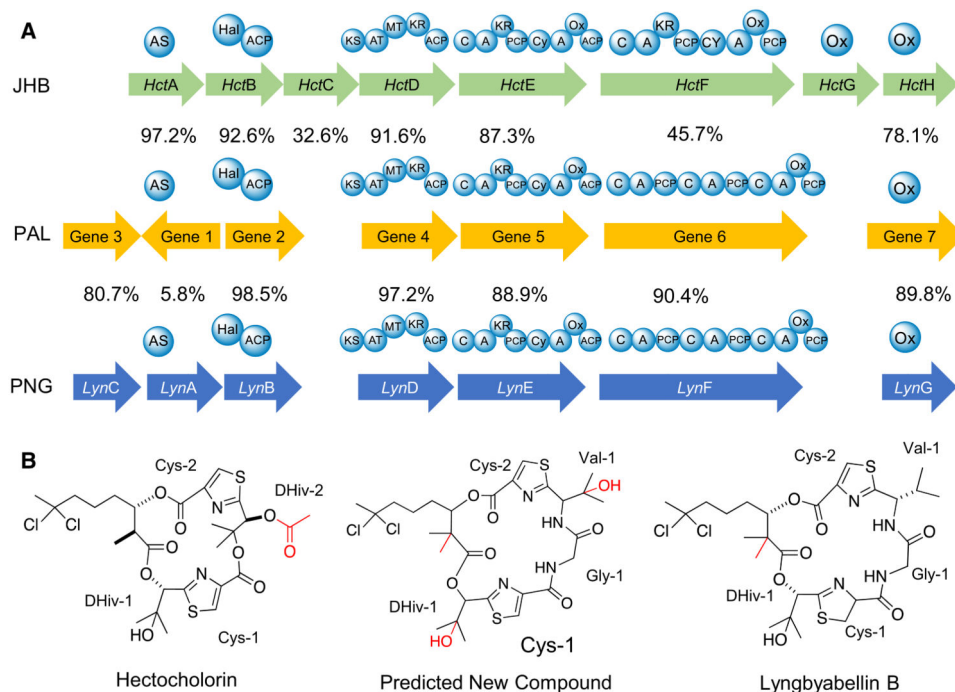 A
AS Hal ACP KS AT MT KR ACP C A KR PCP Cy A Ox ACP C A KR PCP CY A Ox PCP Ox Ox
JHB HctA HctB HctC HctD HctE HctF HctG HctH
97.2% 92.6% 32.6% 91.6% 87.3% 45.7% 78.1%
AS Hal ACP KS AT MT KR ACP C A KR PCP Cy A Ox ACP C A PCP C A PCP C A Ox PCP Ox
PAL Gene 3 Gene 1 Gene 2 Gene 4 Gene 5 Gene 6 Gene 7
80.7% 5.8% 98.5% 97.2% 88.9% 90.4% 89.8%
AS Hal ACP KS AT MT KR ACP C A KR PCP Cy A Ox ACP C A PCP C A PCP C A Ox PCP Ox
PNG LynC LynA LynB LynD LynE LynF LynG
B
Cys-2 S N O O Cl Cl DHiv-2 O O O O O O N S DHiv-1 HO Cys-1
Hectochlorin
Cys-2 S N Val-1 OH O O Cl Cl HN O Gly-1 O O HN O N S DHiv-1 HO Cys-1
Predicted New Compound
Cys-2 S N Val-1 O O Cl Cl HN O Gly-1 O O HN O N S DHiv-1 HO Cys-1
Lyngbyabellin B